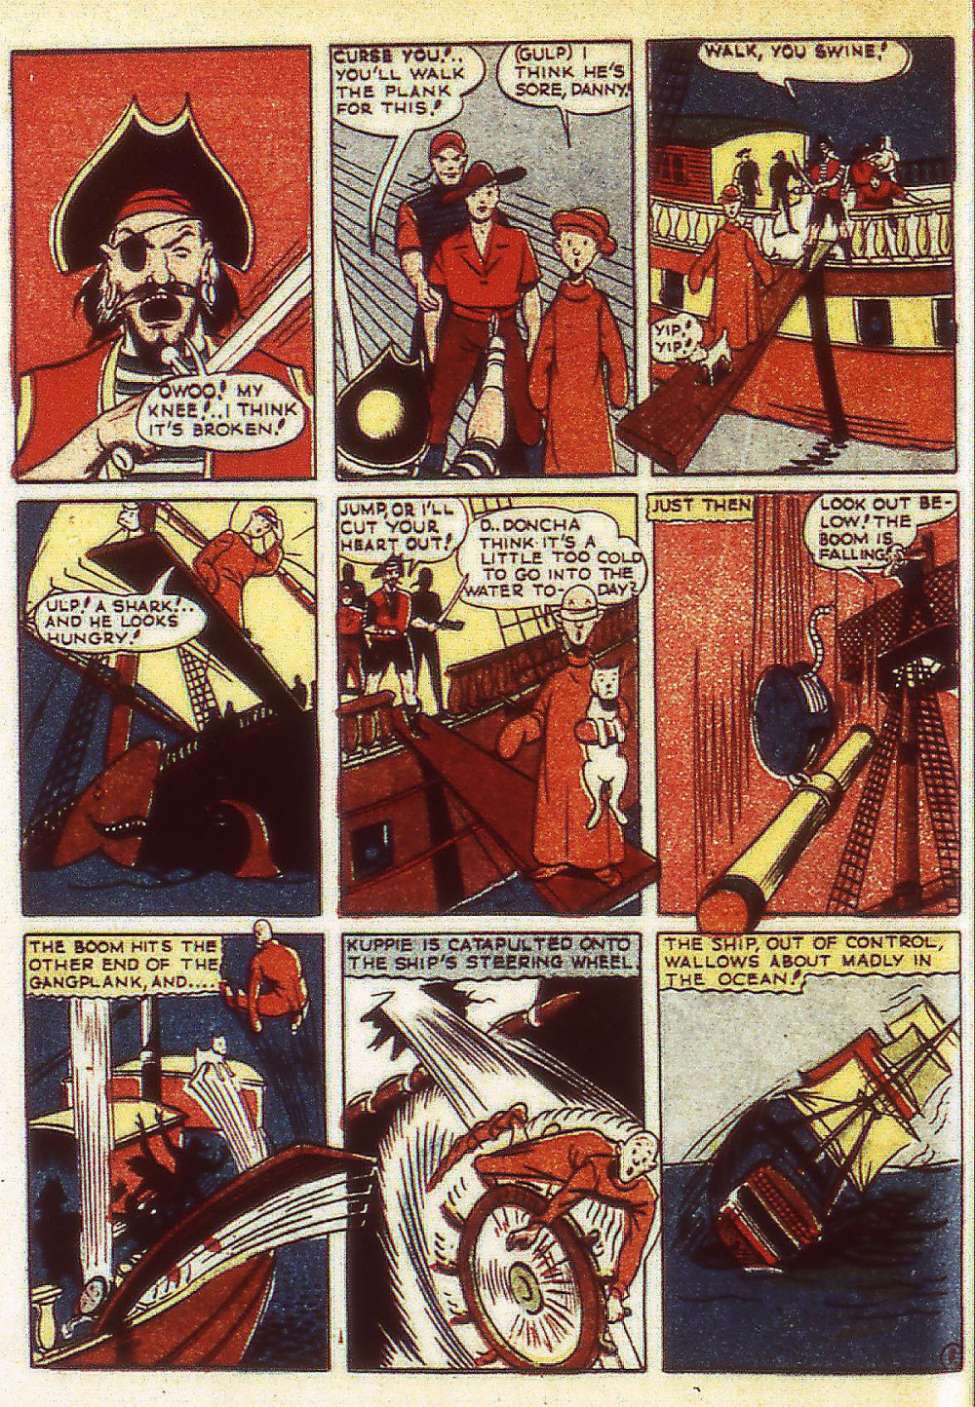 OWOO! MY
KNEE!..I THINK
IT'S BROKEN!
CURSE YOU!..
YOU'LL WALK
THE PLANK
FOR THIS!
(GULP) I
THINK HE'S
SORE, DANNY!
WALK, YOU SWINE!
YIP!
YIP!
ULP! A SHARK!..
AND HE LOOKS
HUNGRY!
JUMP, OR I'LL
CUT YOUR
HEART OUT!
D..DONCHA
THINK IT'S A
LITTLE TOO COLD
TO GO INTO THE
WATER TO-
DAY?
JUST THEN
LOOK OUT BE-
LOW! THE
BOOM IS
FALLING!
THE BOOM HITS THE
OTHER END OF THE
GANGPLANK, AND....
KUPPIE IS CATAPULTED ONTO
THE SHIP'S STEERING WHEEL.
THE SHIP, OUT OF CONTROL,
WALLOWS ABOUT MADLY IN
THE OCEAN!